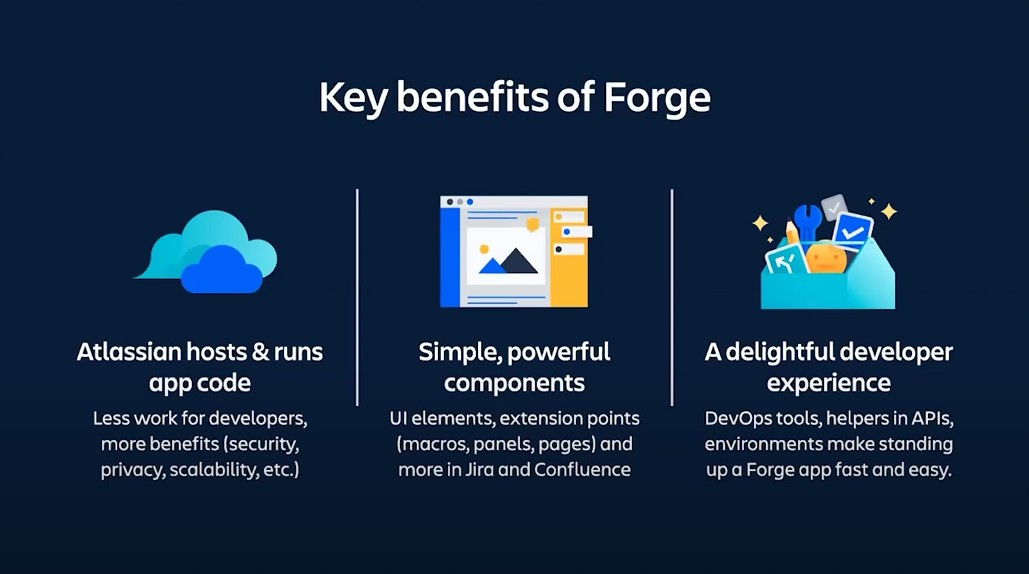 Key benefits of Forge
Atlassian hosts & runs
app code
Less work for developers,
more benefits (security,
privacy, scalability, etc.)
Simple, powerful
components
UI elements, extension points
(macros, panels, pages) and
more in Jira and Confluence
A delightful developer
experience
DevOps tools, helpers in APIs,
environments make standing
up a Forge app fast and easy.